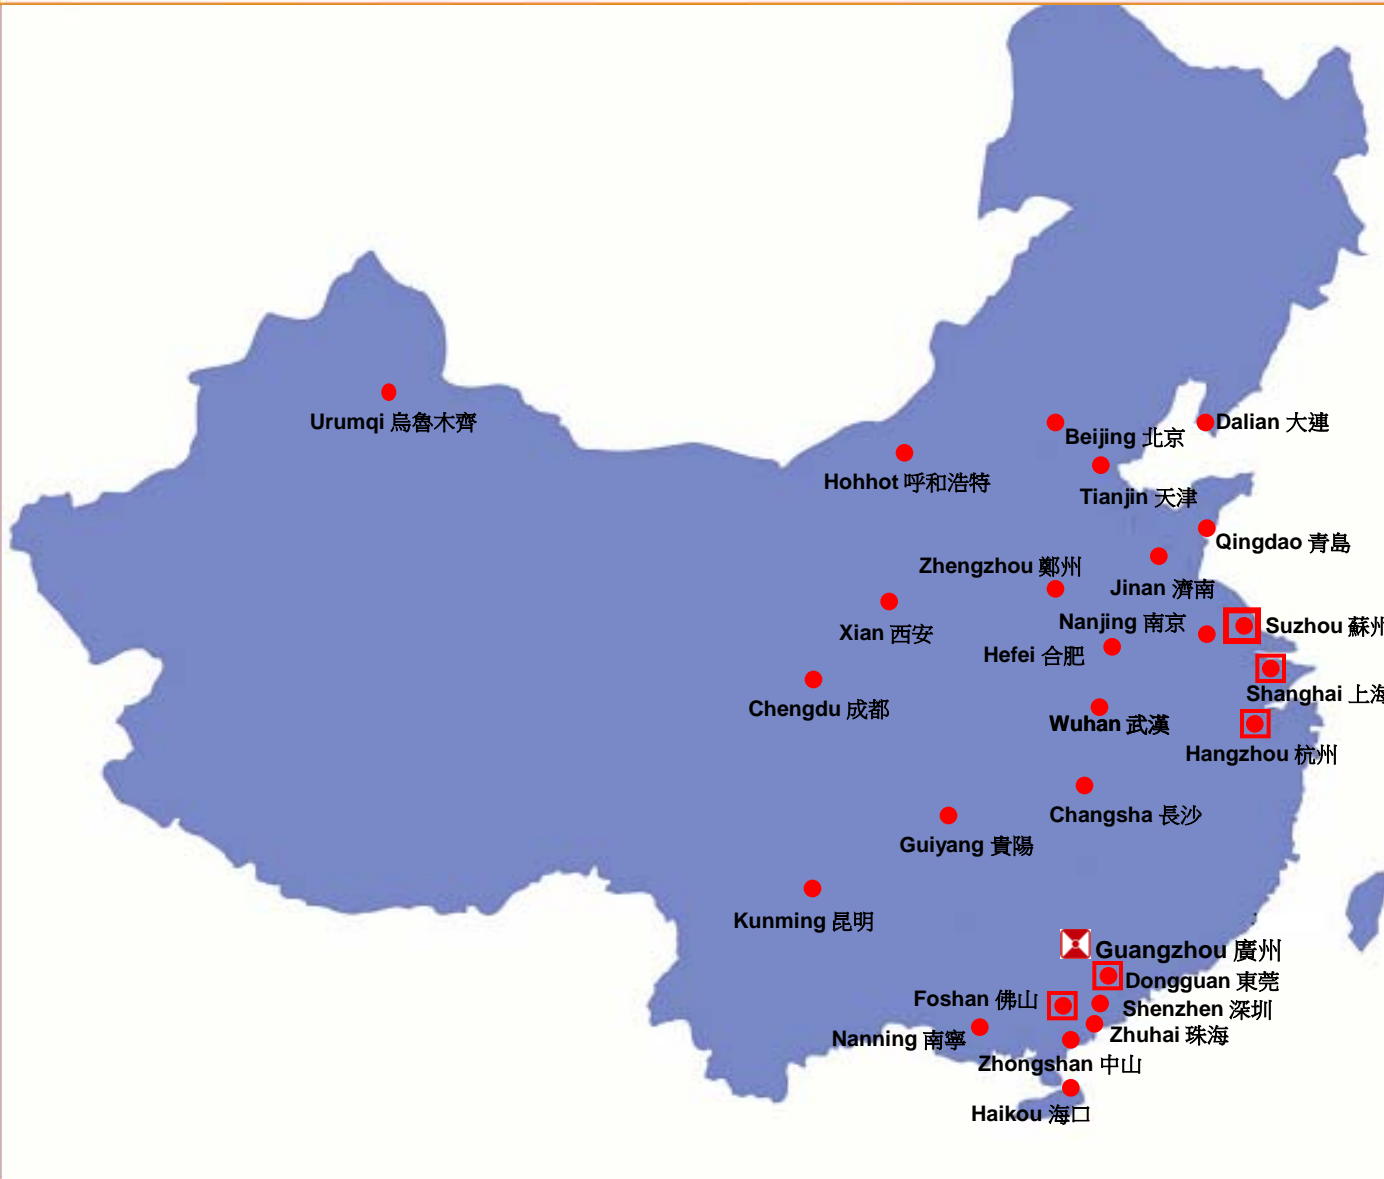 Urumqi 烏魯木齊
Dalian 大連
Beijing 北京
Hohhot 呼和浩特
Tianjin 天津
Qingdao 青島
Zhengzhou 鄭州
Jinan 濟南
Nanjing 南京
Suzhou 蘇州
Xian 西安
Hefei 合肥
Shanghai 上海
Chengdu 成都
Wuhan 武漢
Hangzhou 杭州
Changsha 長沙
Guiyang 貴陽
Kunming 昆明
Guangzhou 廣州
Dongguan 東莞
Foshan 佛山
Shenzhen 深圳
Zhuhai 珠海
Nanning 南寧
Zhongshan 中山
Haikou 海口